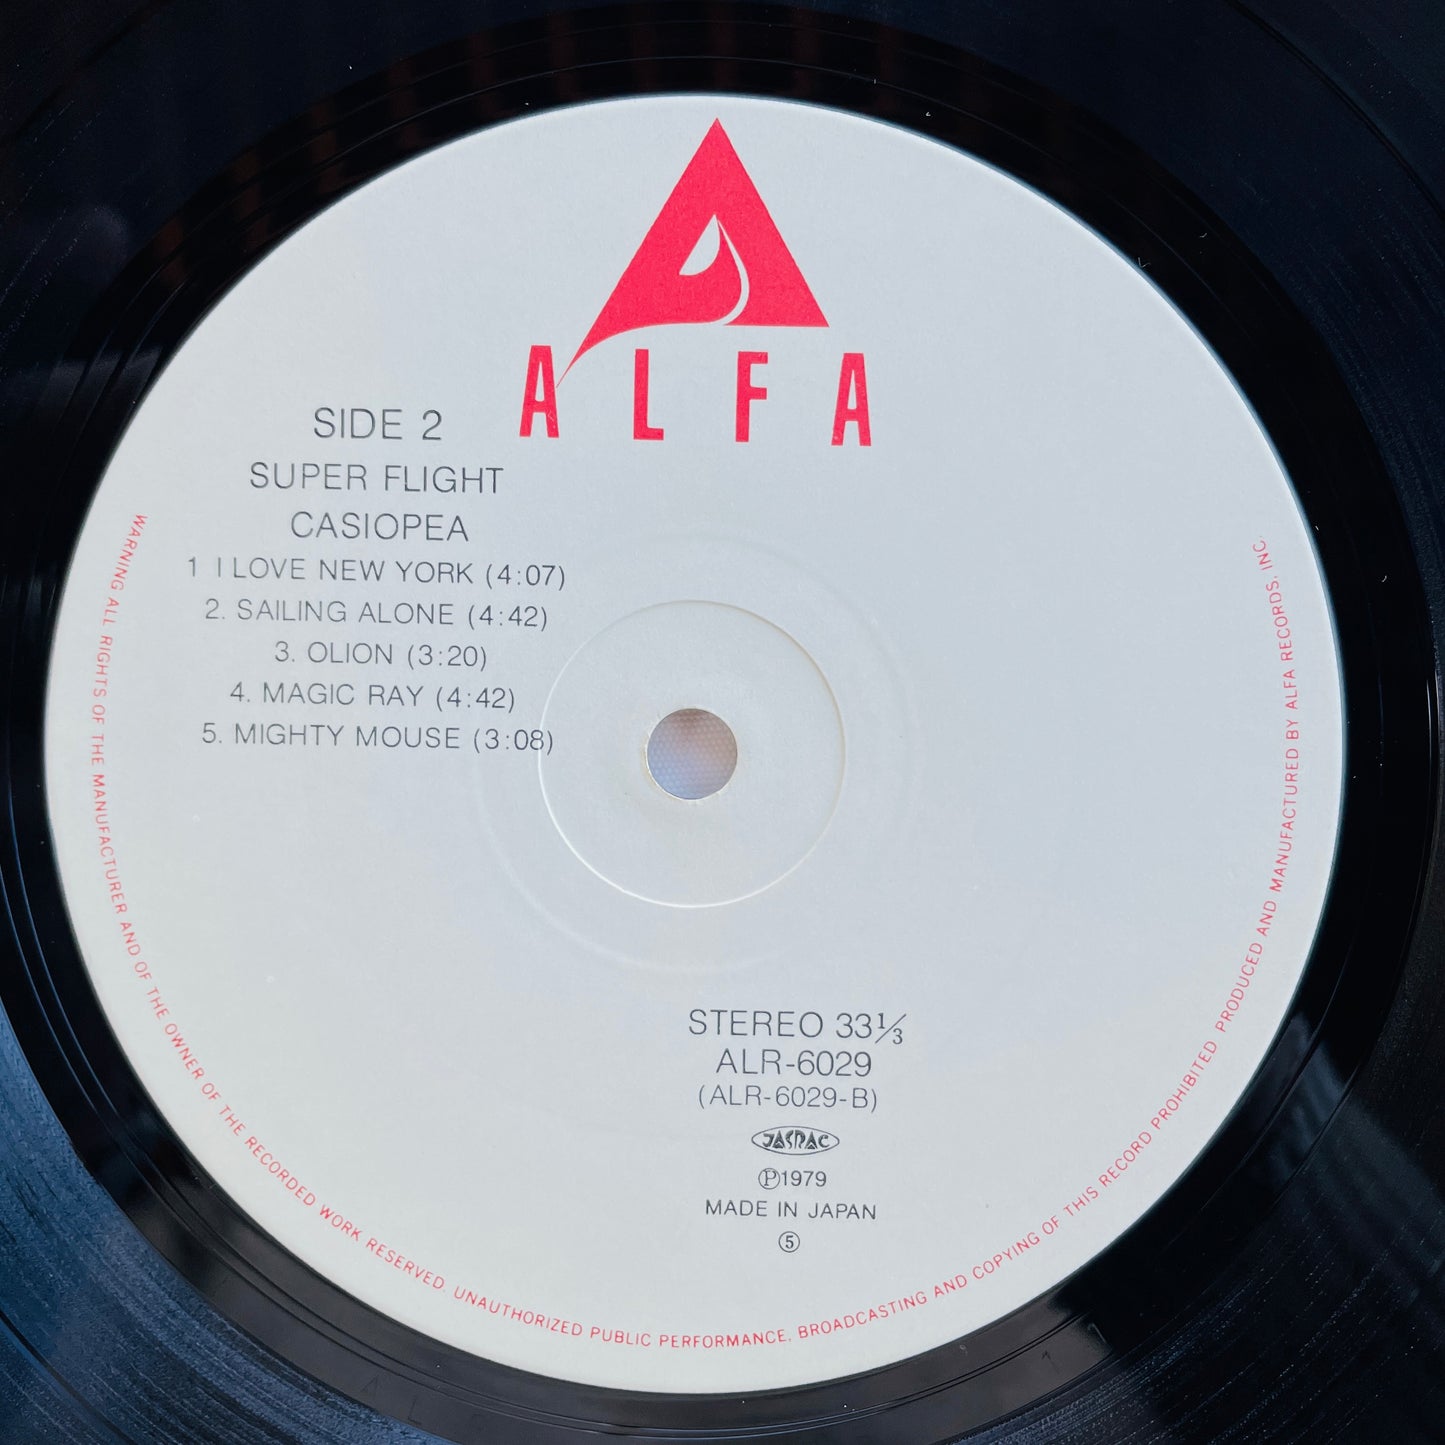 ALFA
SIDE 2
SUPER FLIGHT
CASIOPEA
1 I LOVE NEW YORK (4:07)
2. SAILING ALONE (4:42)
3. OLION (3:20)
4. MAGIC RAY (4:42)
5. MIGHTY MOUSE (3:08)
STEREO 33⅓
ALR-6029
(ALR-6029-B)
JASRAC
Ⓟ1979
MADE IN JAPAN
⑤
WARNING ALL RIGHTS OF THE MANUFACTURER AND OF THE OWNER OF THE RECORDED WORK RESERVED. UNAUTHORIZED PUBLIC PERFORMANCE. BROADCASTING AND COPYING OF THIS RECORD PROHIBITED PRODUCED AND MANUFACTURED BY ALFA RECORDS, INC.